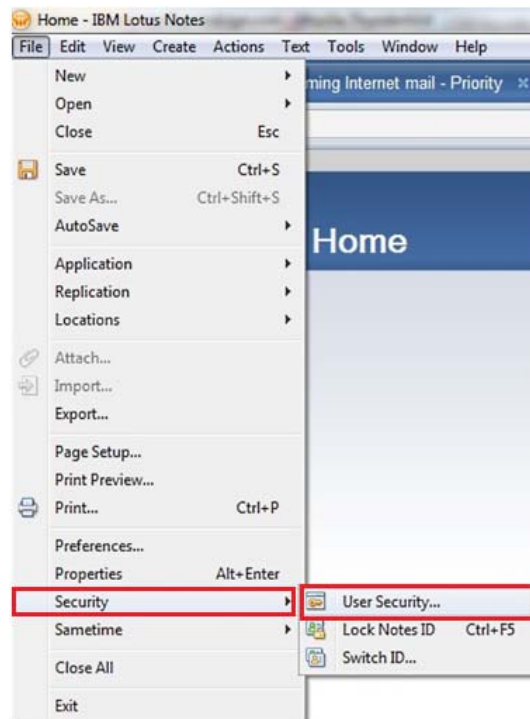 Home - IBM Lotus Notes
File Edit View Create Actions Text Tools Window Help
ming Internet mail - Priority
New
Open
Close Esc
Save Ctrl+S
Save As... Ctrl+Shift+S
AutoSave
Home
Application
Replication
Locations
Attach...
Import...
Export...
Page Setup...
Print Preview...
Print... Ctrl+P
Preferences...
Properties Alt+Enter
Security
User Security...
Sametime
Lock Notes ID Ctrl+F5
Switch ID...
Close All
Exit